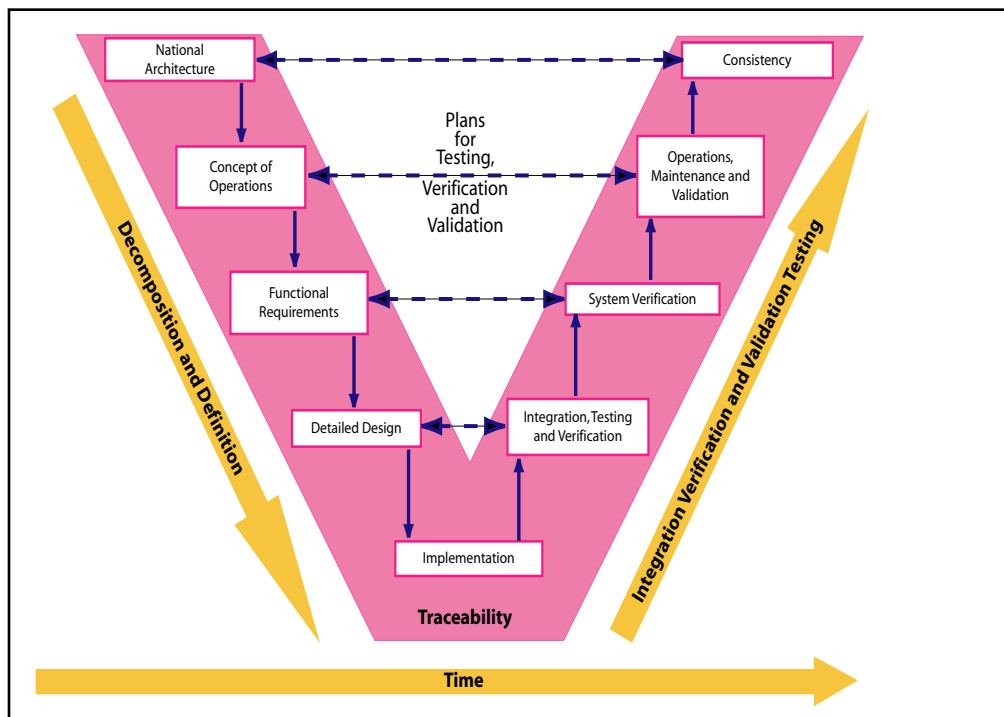 National
Architecture
Consistency
Plans
for
Testing,
Verification
and
Validation
Concept of
Operations
Operations,
Maintenance and
Validation
Decomposition and Definition
Integration Verification and Validation Testing
Functional
Requirements
System Verification
Detailed Design
Integration,Testing
and Verification
Implementation
Traceability
Time